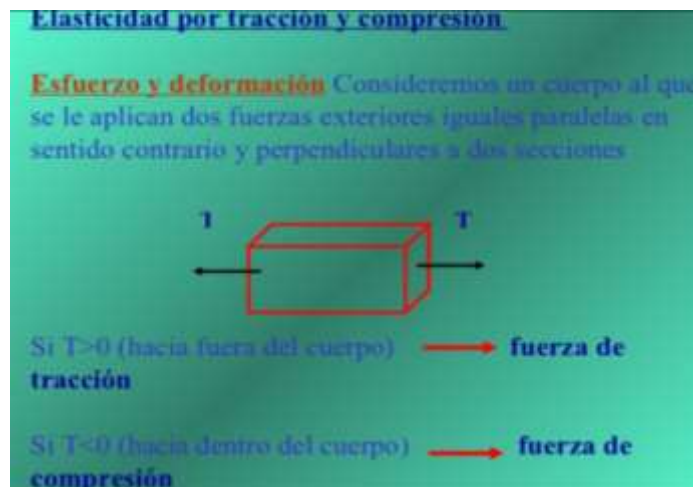 Elasticidad por tracción y compresión
Esfuerzo y deformación Consideremos un cuerpo al que
se le aplican dos fuerzas exteriores iguales paralelas en
sentido contrario y perpendiculares a dos secciones
T T
Si T>0 (hacia fuera del cuerpo) fuerza de
tracción
Si T<0 (hacia dentro del cuerpo) fuerza de
compresión